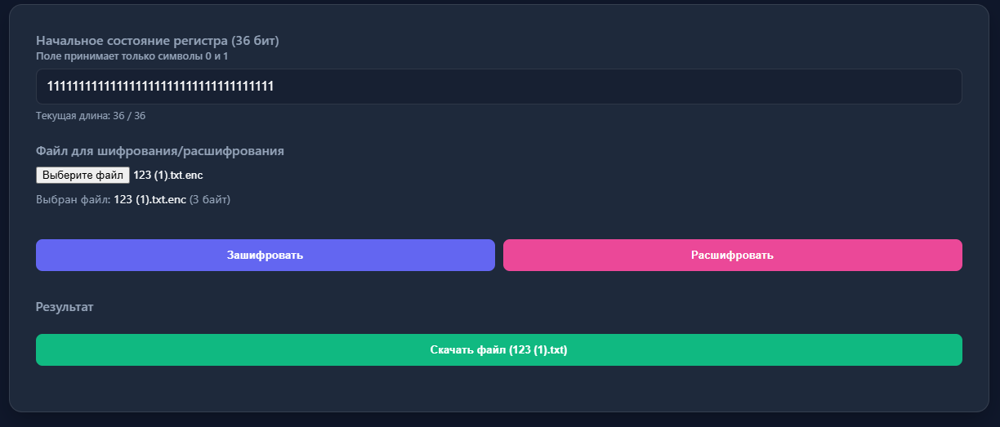 Начальное состояние регистра (36 бит)
Поле принимает только символы 0 и 1
111111111111111111111111111111111111
Текущая длина: 36 / 36
Файл для шифрования/расшифрования
Выберите файл 123 (1).txt.enc
Выбран файл: 123 (1).txt.enc (3 байт)
Зашифровать Расшифровать
Результат
Скачать файл (123 (1).txt)